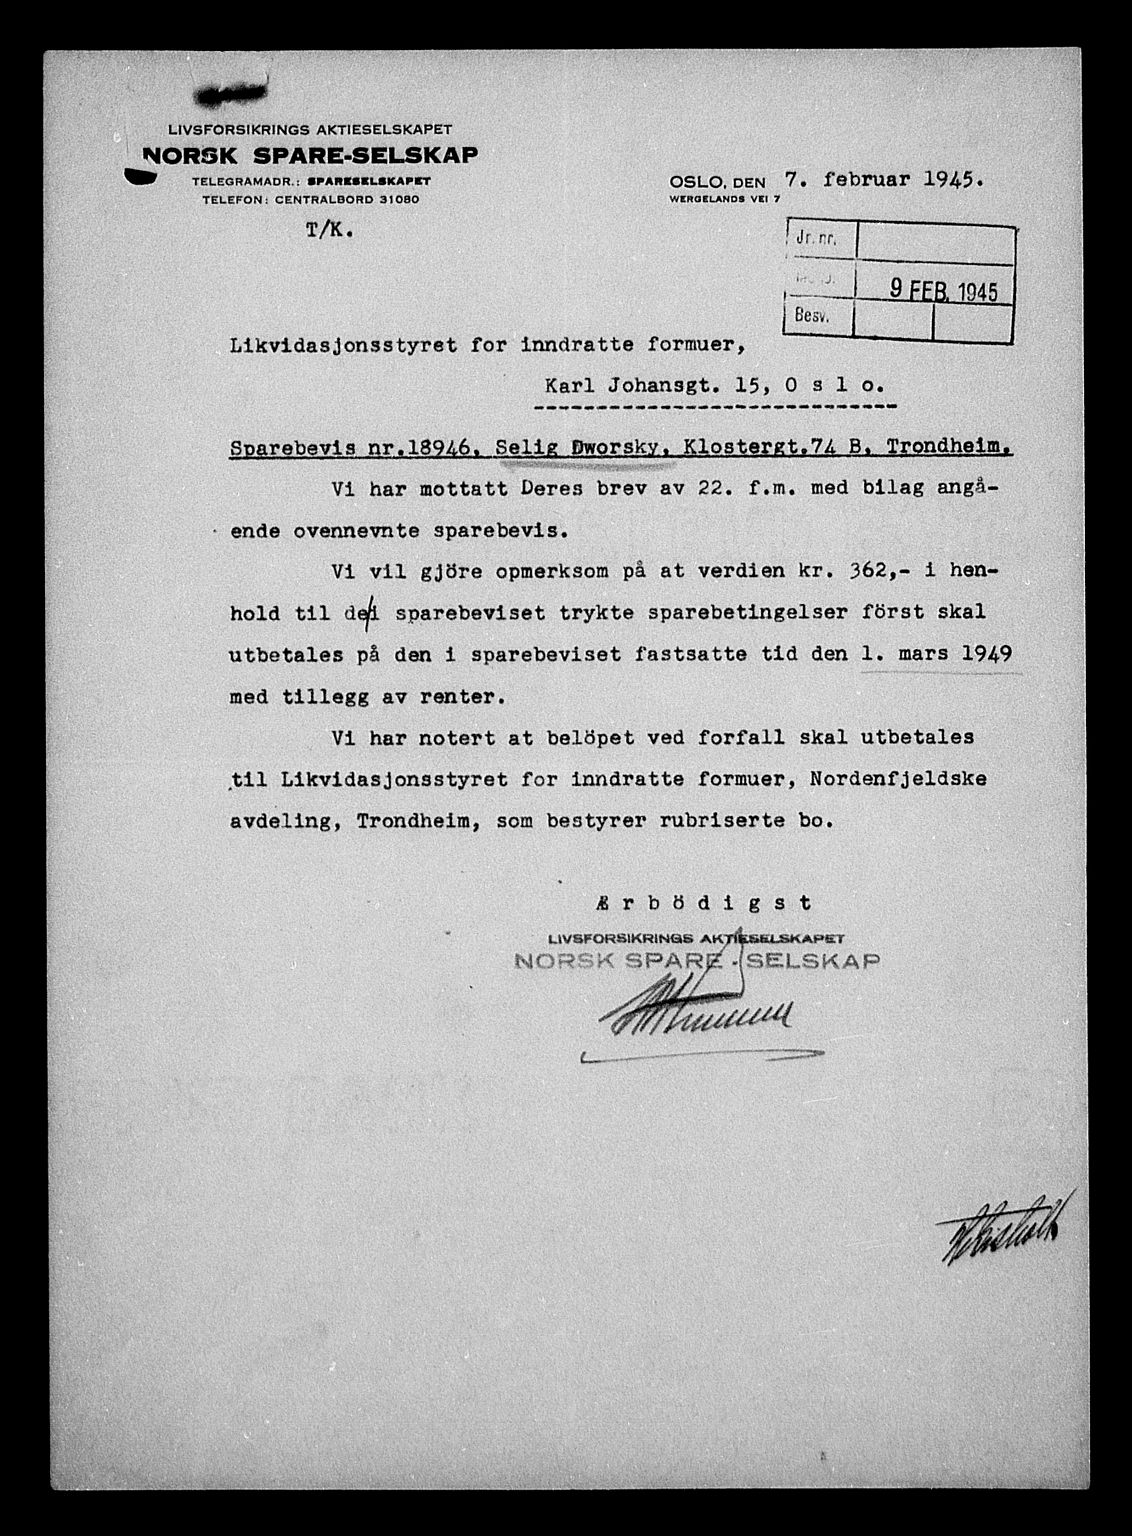 LIVSFORSIKRINGS AKTIESELSKAPET
NORSK SPARE-SELSKAP
TELEGRAMADR.: SPARESELSKAPET
TELEFON: CENTRALBORD 31080
T/K.
OSLO, DEN 7. februar 1945.
WERGELANDS VEI 7
Jr. nr.
9 FEB. 1945
Besv.
Likvidasjonsstyret for inndratte formuer,
Karl Johansgt. 15, O s l o.
Sparebevis nr.18946, Selig Dworsky, Klostergt.74 B, Trondheim.
Vi har mottatt Deres brev av 22. f.m. med bilag angå-
ende ovennevnte sparebevis.
Vi vil gjöre opmerksom på at verdien kr. 362,- i hen-
hold til de/i sparebeviset trykte sparebetingelser först skal
utbetales på den i sparebeviset fastsatte tid den 1. mars 1949
med tillegg av renter.
Vi har notert at belöpet ved forfall skal utbetales
til Likvidasjonsstyret for inndratte formuer, Nordenfjeldske
avdeling, Trondheim, som bestyrer rubriserte bo.
Æ r b ö d i g s t
LIVSFORSIKRINGS AKTIESELSKAPET
NORSK SPARE-SELSKAP